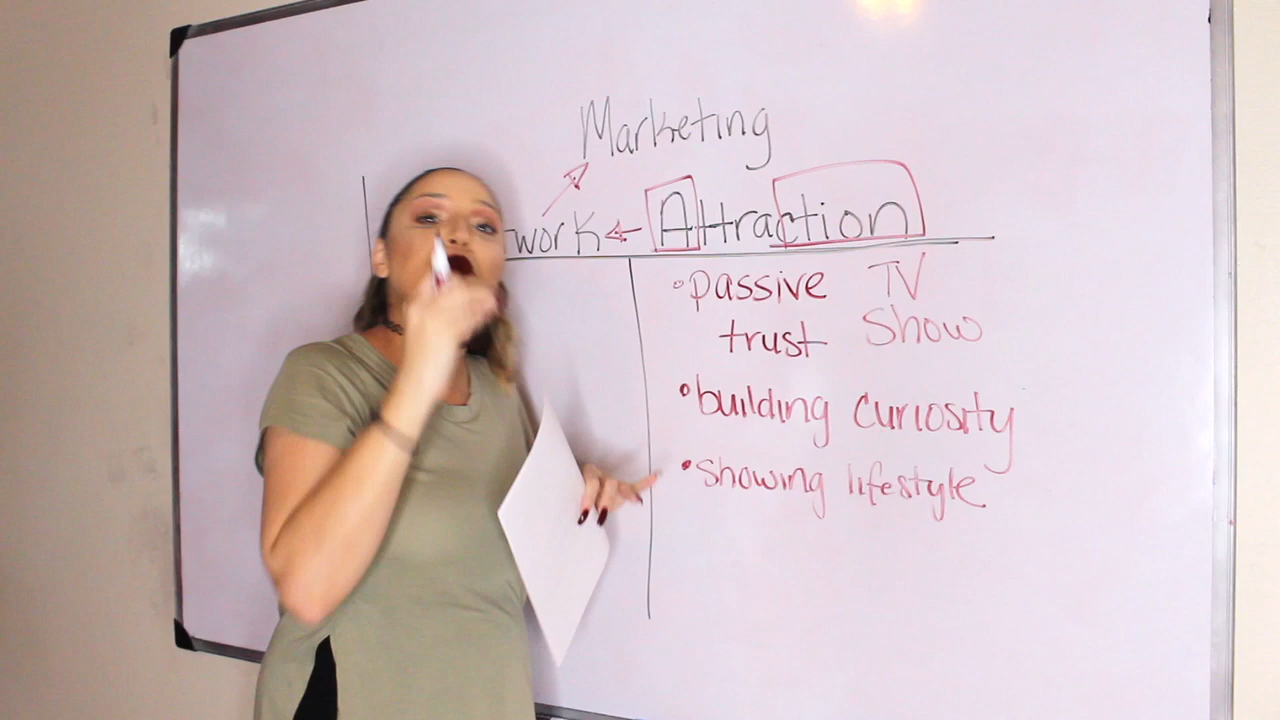 Marketing
work Attraction
• passive TV
trust Show
• building curiosity
• showing lifestyle